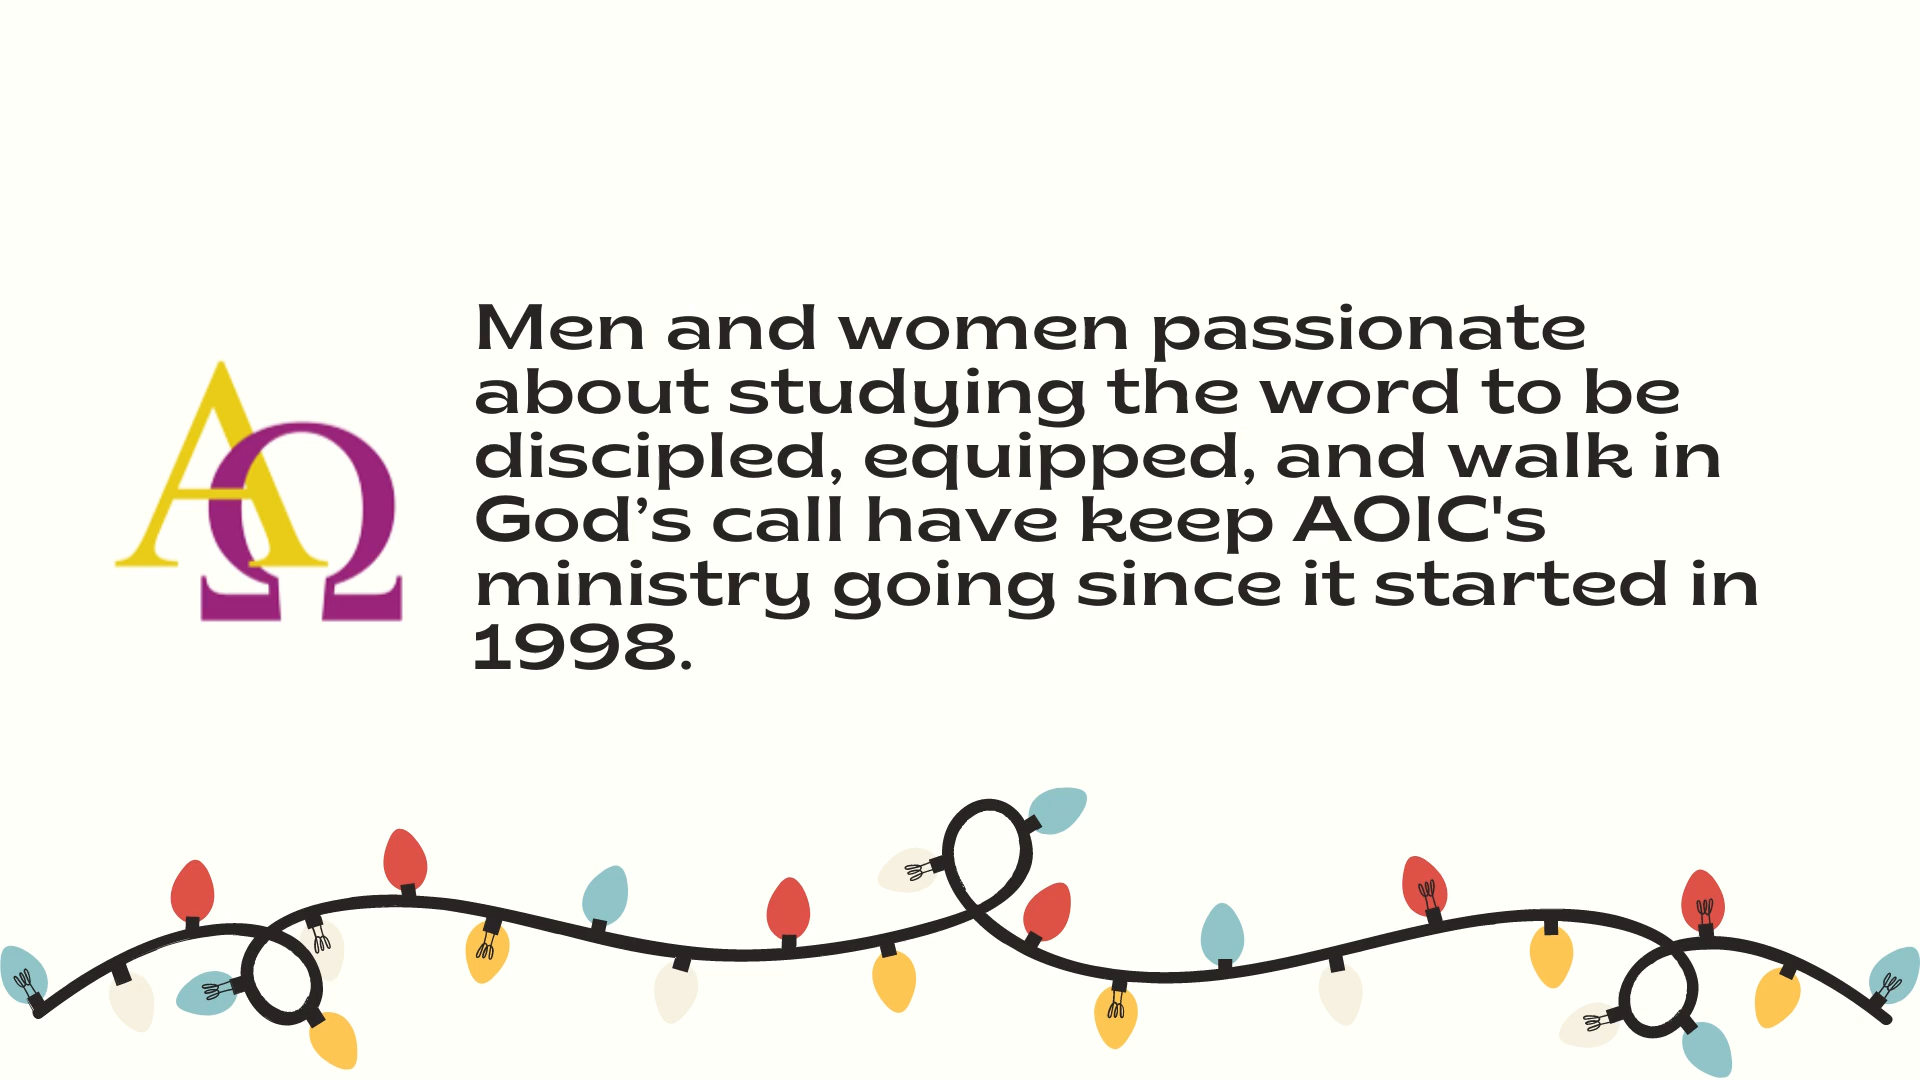 ΑΩ
Men and women passionate
about studying the word to be
discipled, equipped, and walk in
God’s call have keep AOIC's
ministry going since it started in
1998.